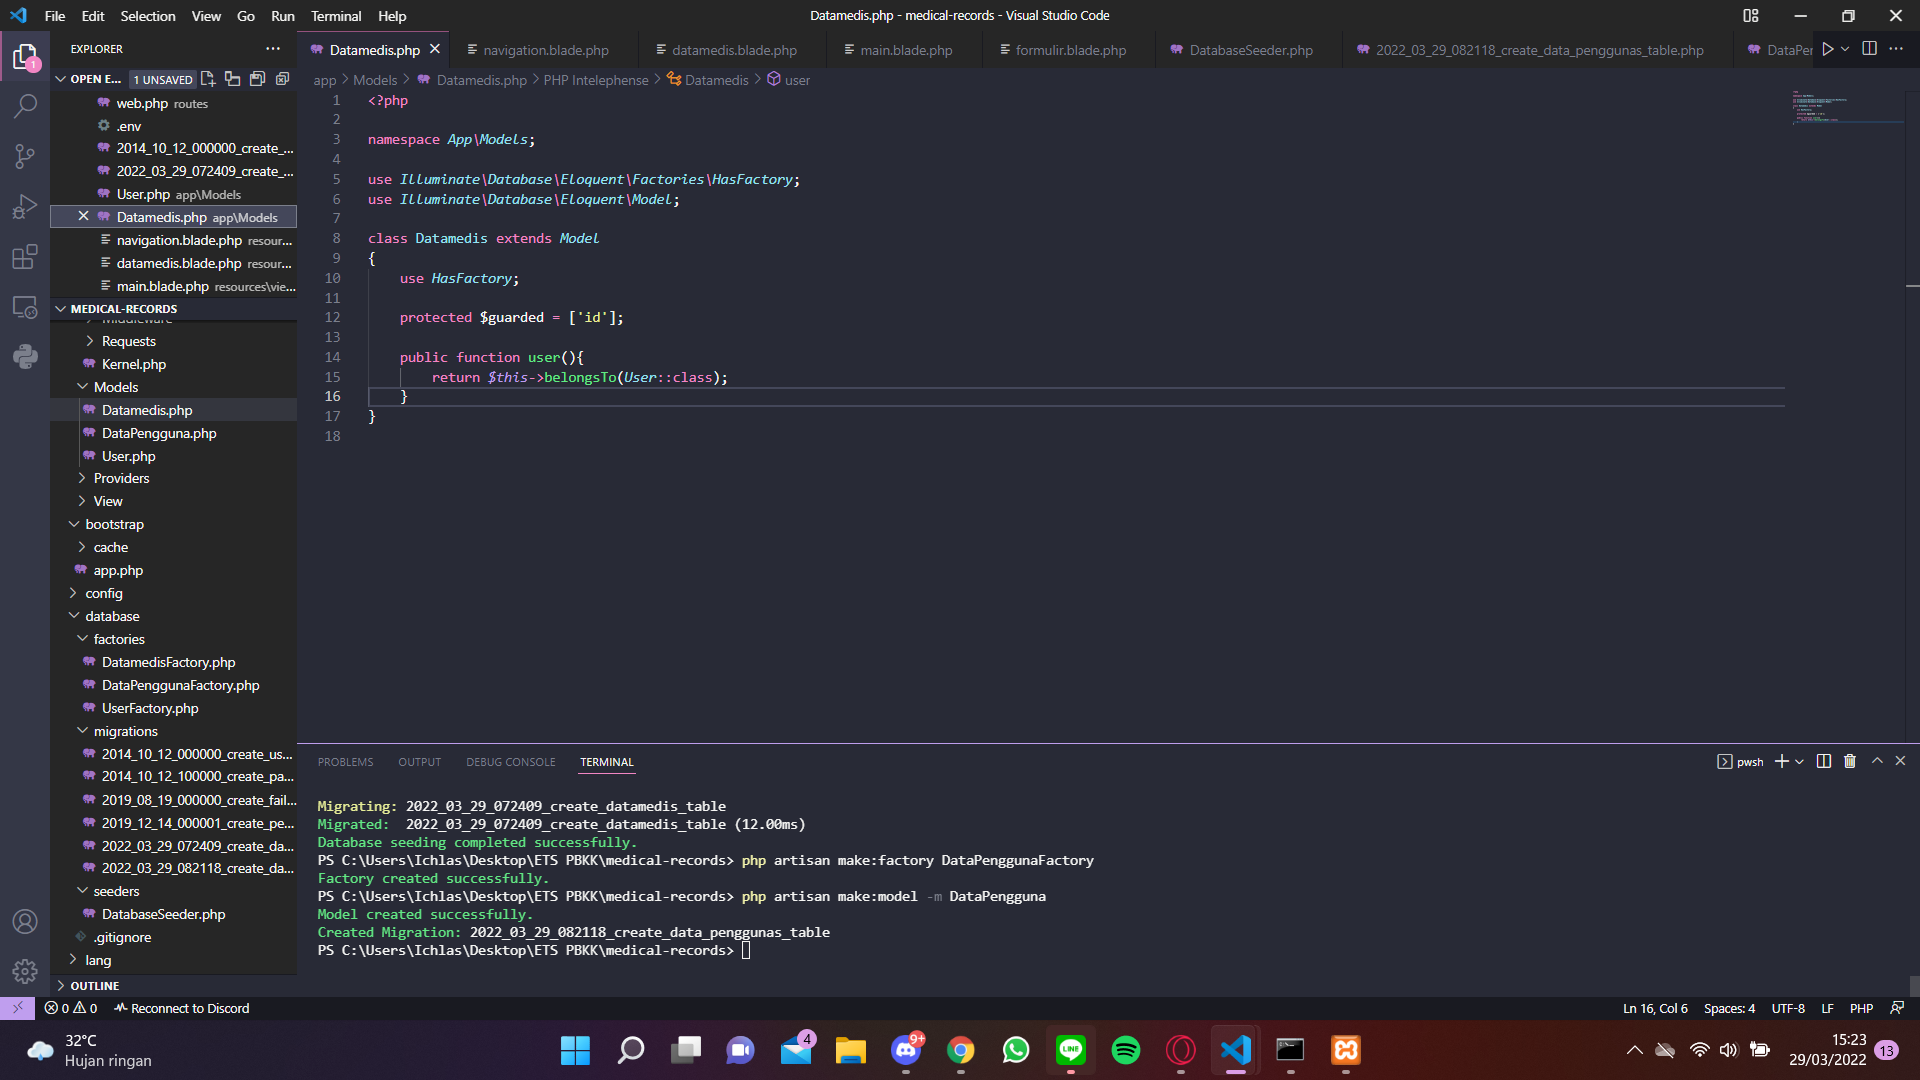 File Edit Selection View Go Run Terminal Help
Datamedis.php - medical-records - Visual Studio Code
EXPLORER
OPEN E... 1 UNSAVED
web.php routes
.env
2014_10_12_000000_create_...
2022_03_29_072409_create_...
User.php app\Models
Datamedis.php app\Models
navigation.blade.php resour...
datamedis.blade.php resour...
main.blade.php resources\vie...
MEDICAL-RECORDS
Middleware
Requests
Kernel.php
Models
Datamedis.php
DataPengguna.php
User.php
Providers
View
bootstrap
cache
app.php
config
database
factories
DatamedisFactory.php
DataPenggunaFactory.php
UserFactory.php
migrations
2014_10_12_000000_create_us...
2014_10_12_100000_create_pa...
2019_08_19_000000_create_fail...
2019_12_14_000001_create_pe...
2022_03_29_072409_create_da...
2022_03_29_082118_create_da...
seeders
DatabaseSeeder.php
.gitignore
lang
OUTLINE
Datamedis.php navigation.blade.php datamedis.blade.php main.blade.php formulir.blade.php DatabaseSeeder.php 2022_03_29_082118_create_data_penggunas_table.php DataPer
app > Models > Datamedis.php > PHP Intelephense > Datamedis > user
1 <?php
2
3 namespace App\Models;
4
5 use Illuminate\Database\Eloquent\Factories\HasFactory;
6 use Illuminate\Database\Eloquent\Model;
7
8 class Datamedis extends Model
9 {
10 use HasFactory;
11
12 protected $guarded = ['id'];
13
14 public function user(){
15 return $this->belongsTo(User::class);
16 }
17 }
18
PROBLEMS OUTPUT DEBUG CONSOLE TERMINAL
pwsh
Migrating: 2022_03_29_072409_create_datamedis_table
Migrated: 2022_03_29_072409_create_datamedis_table (12.00ms)
Database seeding completed successfully.
PS C:\Users\Ichlas\Desktop\ETS PBKK\medical-records> php artisan make:factory DataPenggunaFactory
Factory created successfully.
PS C:\Users\Ichlas\Desktop\ETS PBKK\medical-records> php artisan make:model -m DataPengguna
Model created successfully.
Created Migration: 2022_03_29_082118_create_data_penggunas_table
PS C:\Users\Ichlas\Desktop\ETS PBKK\medical-records>
0 0 Reconnect to Discord
Ln 16, Col 6 Spaces: 4 UTF-8 LF PHP
32°C
Hujan ringan
4
9+
LINE
15:23
29/03/2022
13
1